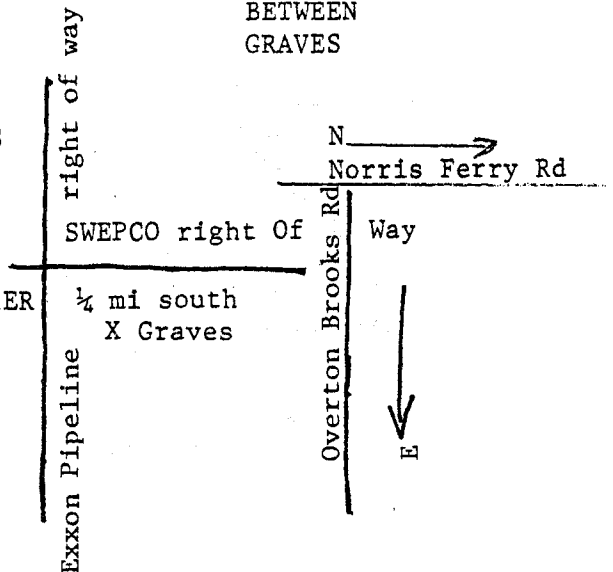 BETWEEN
GRAVES
Exxon Pipeline right of way
N
Norris Ferry Rd
SWEPCO right Of Way
Overton Brooks Rd
ER
¼ mi south
X Graves
E